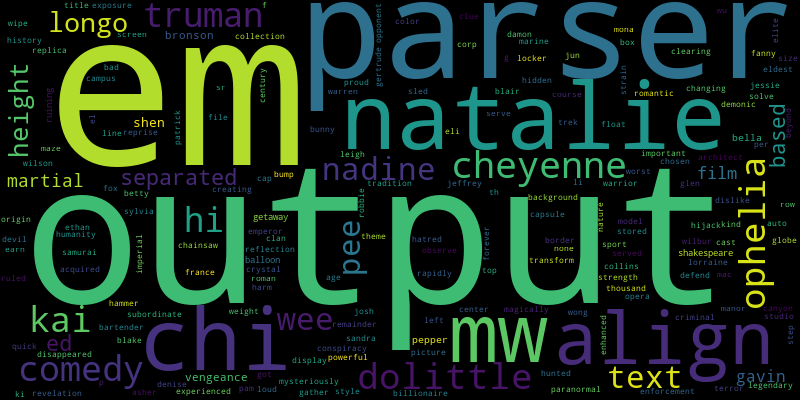 em
parser
output
natalie
chi
align
mw
cheyenne
dolittle
truman
longo
height
martial
separated
nadine
hi
pee
kai
wee
ed
comedy
text
ophelia
film
based
gavin
bronson
shen
vengeance
title
exposure
wipe
history
screen
replica
collection
f
bad
campus
ruining
el
line
reprise
maze
wilson
patrick
sr
file
century
fox
betty
creating
cap
bump
origin
sylvia
getaway
devil
earn
ethan
humanity
samurai
acquired
imperial
chainsaw
emperor
clan
reflection
balloon
crystal
roman
harm
france
ruled
hammer
subordinate
bartender
blake
quick
disappeared
ki
revelation
p
denise
asher
experienced
pam
loud
got
weight
josh
remainder
sandra
conspiracy
display
powerful
mysteriously
gather
style
billionaire
age
theme
robbie
tradition
jeffrey
leigh
bunny
warren
proud
gertrude
opponent
color
sled
clue
corp
damon
marine
g
locker
blair
serve
eli
trek
hidden
course
jun
box
mona
float
strain
romantic
clearing
changing
demonic
bella
important
chosen
worst
warrior
li
th
background
capsule
border
none
transform
top
forever
rapidly
observe
hatred
nature
model
stored
sport
served
collins
strength
thousand
opera
glen
architect
per
dislike
hijack
kind
wilbur
cast
shakespeare
lorraine
defend
mac
auto
globe
row
wu
elite
fanny
size
eldest
jessie
solve
beyond
manor
canyon
studio
criminal
step
wong
magically
center
left
pepper
picture
enhanced
hunted
paranormal
enforcement
terror
legendary